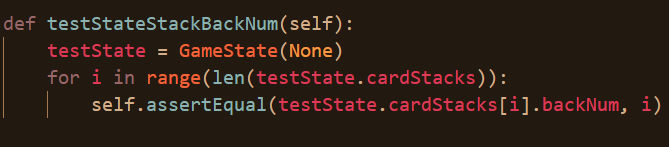 def testStateStackBackNum(self):
    testState = GameState(None)
    for i in range(len(testState.cardStacks)):
        self.assertEqual(testState.cardStacks[i].backNum, i)